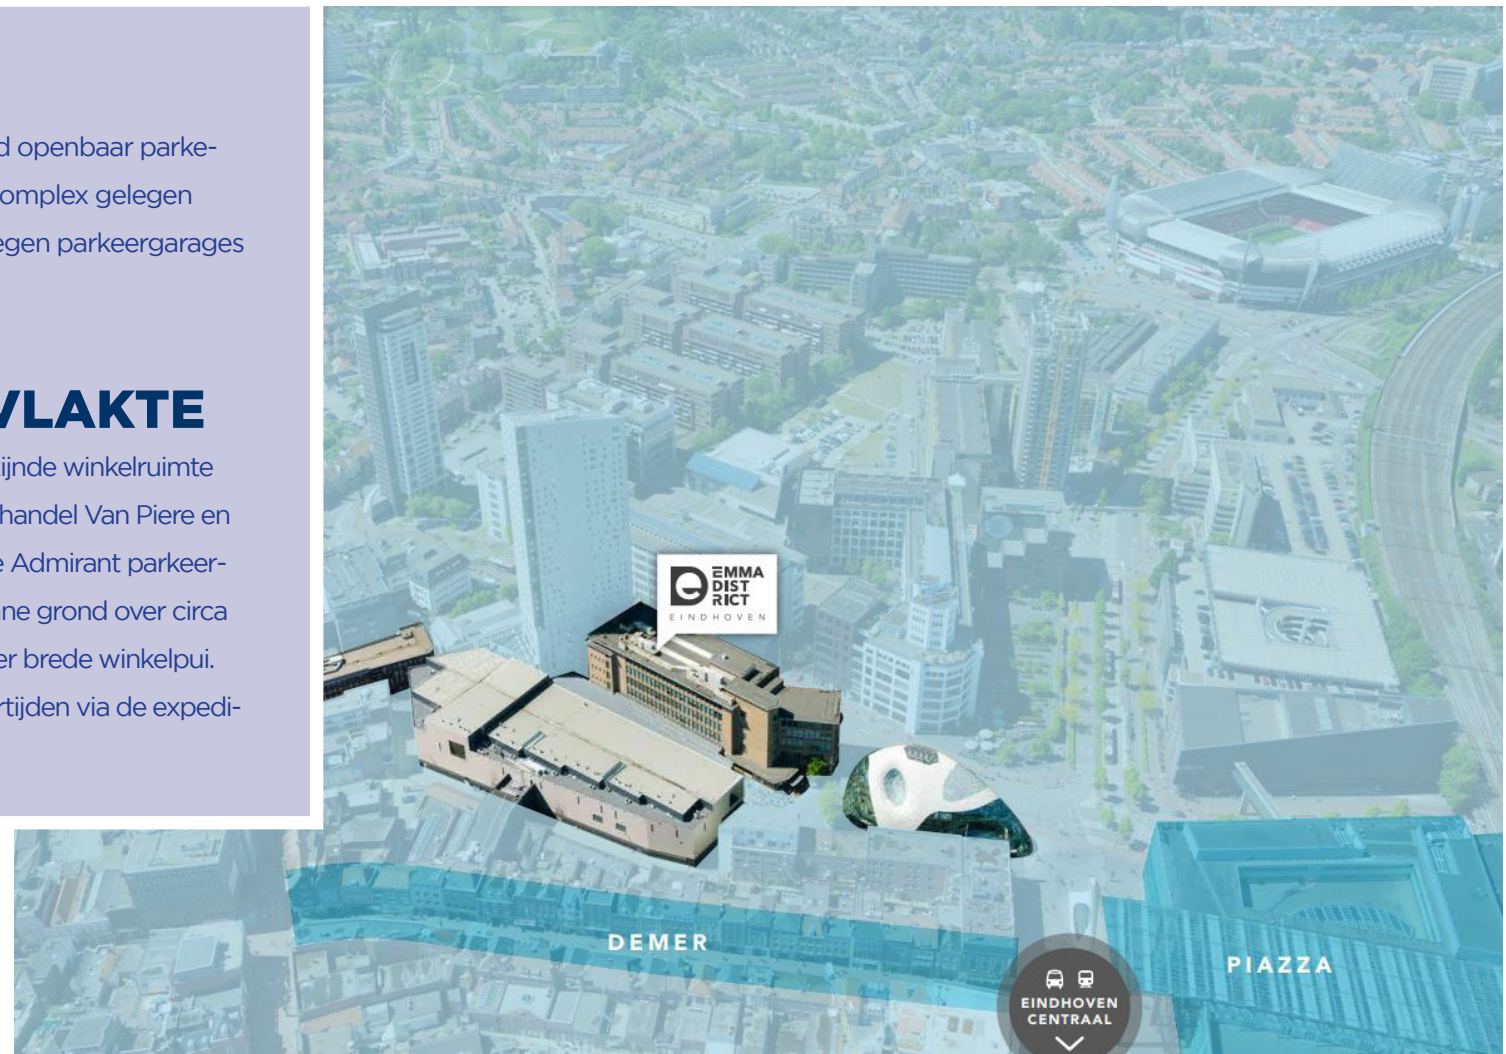 d openbaar parke-
omplex gelegen
egen parkeergarages
VLAKTE
ijnde winkelruimte
handel Van Piere en
e Admirant parkeer-
ane grond over circa
er brede winkelpui.
rtijden via de expedi-
EMMA
DIST
RICT
EINDHOVEN
DEMER
PIAZZA
EINDHOVEN
CENTRAAL